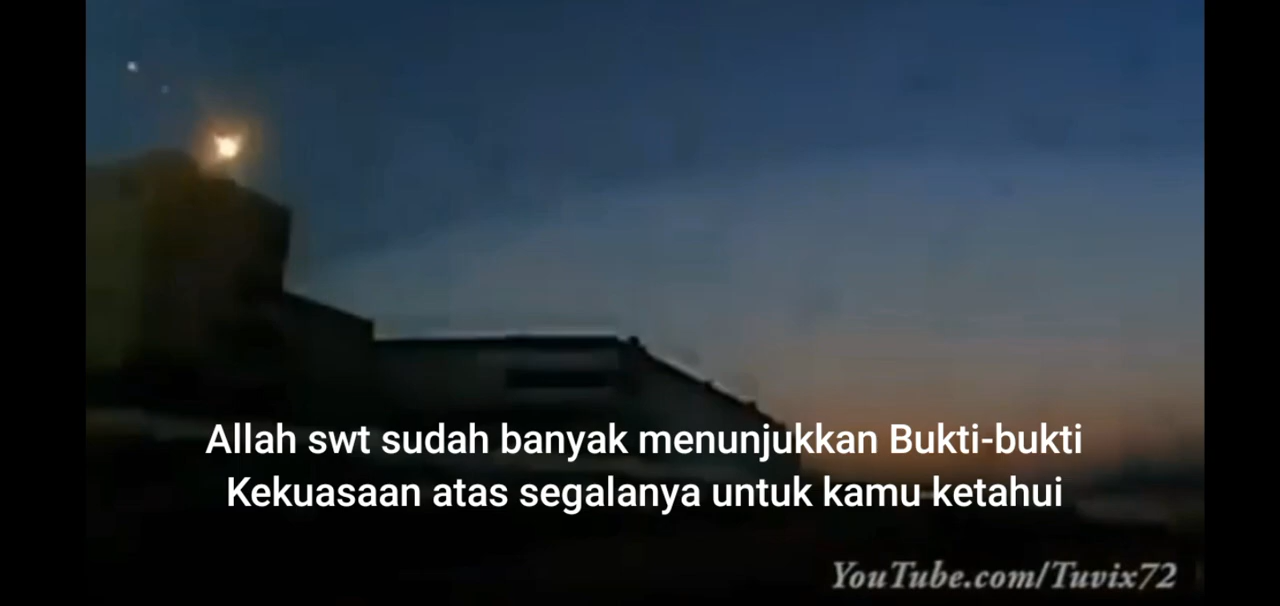 Allah swt sudah banyak menunjukkan Bukti-bukti
Kekuasaan atas segalanya untuk kamu ketahui
YouTube.com/Tuvix72